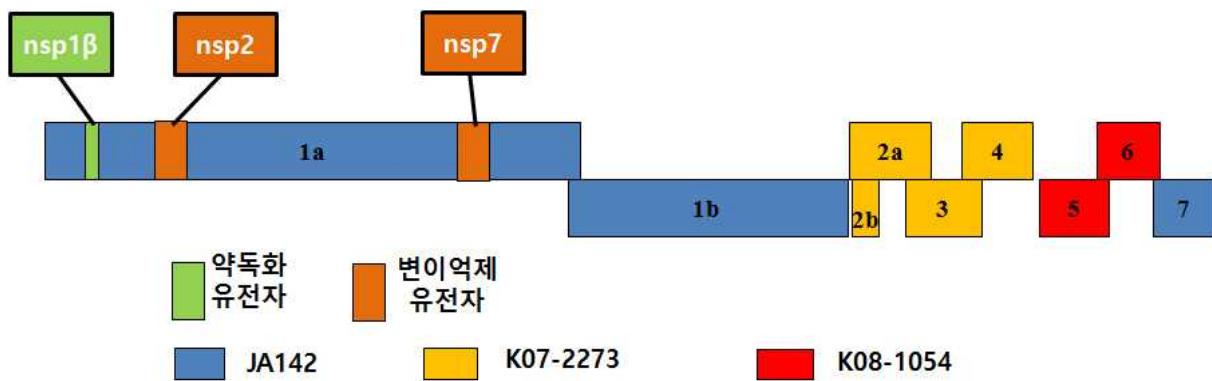 nsp1β
nsp2
nsp7
1a
2a
4
6
1b
2b
3
5
7
약독화
유전자
변이억제
유전자
JA142
K07-2273
K08-1054